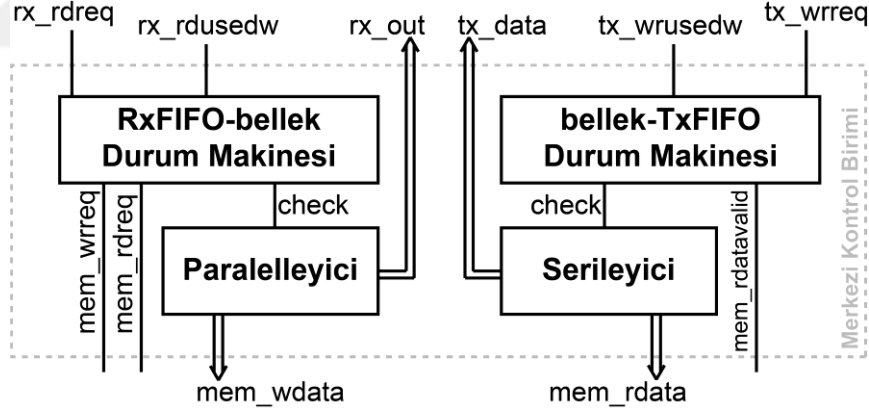 rx_rdreq
rx_rdusedw
rx_out
tx_data
tx_wrusedw
tx_wrreq
RxFIFO-bellek
Durum Makinesi
bellek-TxFIFO
Durum Makinesi
mem_wrreq
mem_rdreq
check
check
mem_rdatavalid
Merkezi Kontrol Birimi
Paralelleyici
Serileyici
mem_wdata
mem_rdata